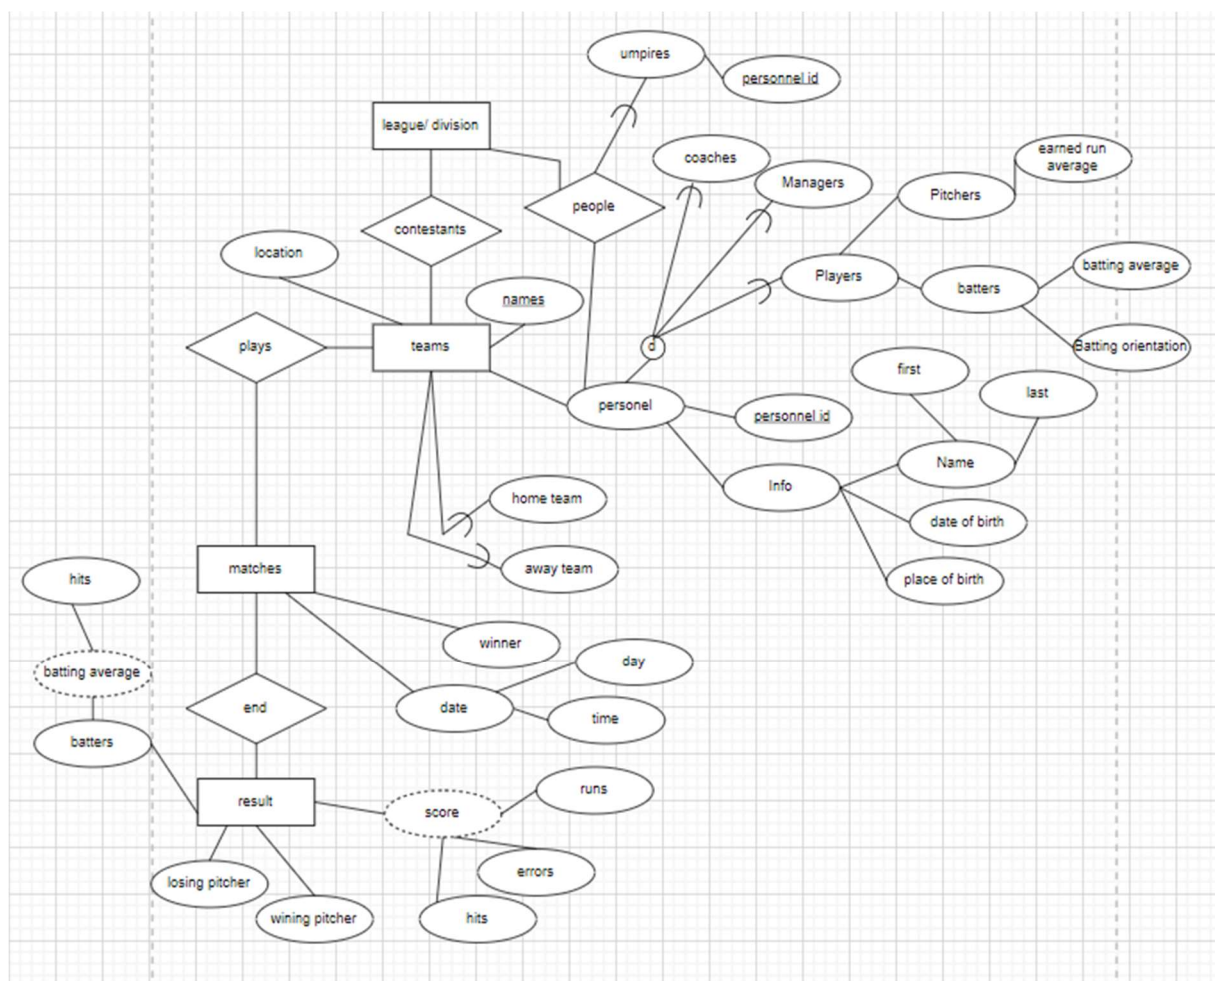 umpires
personnel id
league/ division
coaches
earned run
average
Managers
Pitchers
people
contestants
location
batting average
Players
batters
names
plays
teams
d
Batting orientation
first
last
personel
personnel id
Name
Info
home team
date of birth
matches
away team
place of birth
hits
winner
day
batting average
end
date
time
batters
runs
result
score
errors
losing pitcher
wining pitcher
hits